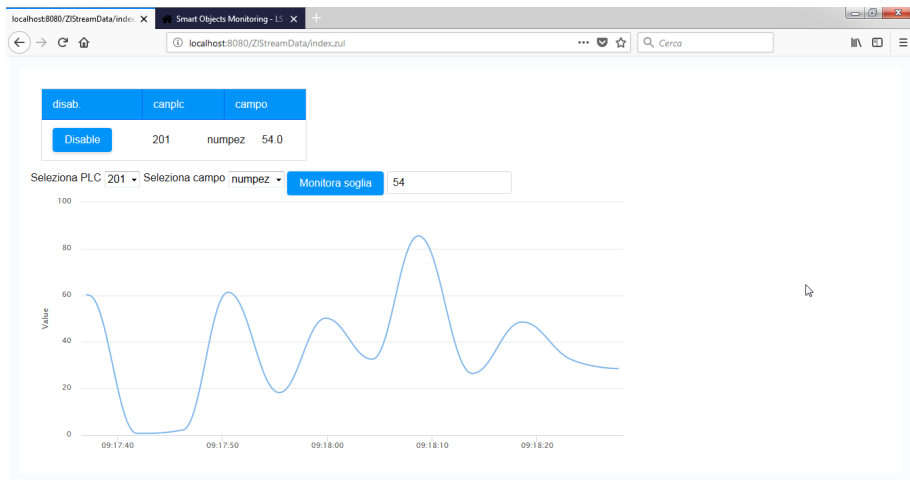 localhost:8080/ZIStreamData/index
Smart Objects Monitoring - LS
localhost:8080/ZIStreamData/index.zul
Cerca
disab. canplc campo
Disable 201 numpez 54.0
Seleziona PLC 201 Seleziona campo numpez Monitora soglia 54
100
80
60
40
20
0
Value
09:17:40 09:17:50 09:18:00 09:18:10 09:18:20